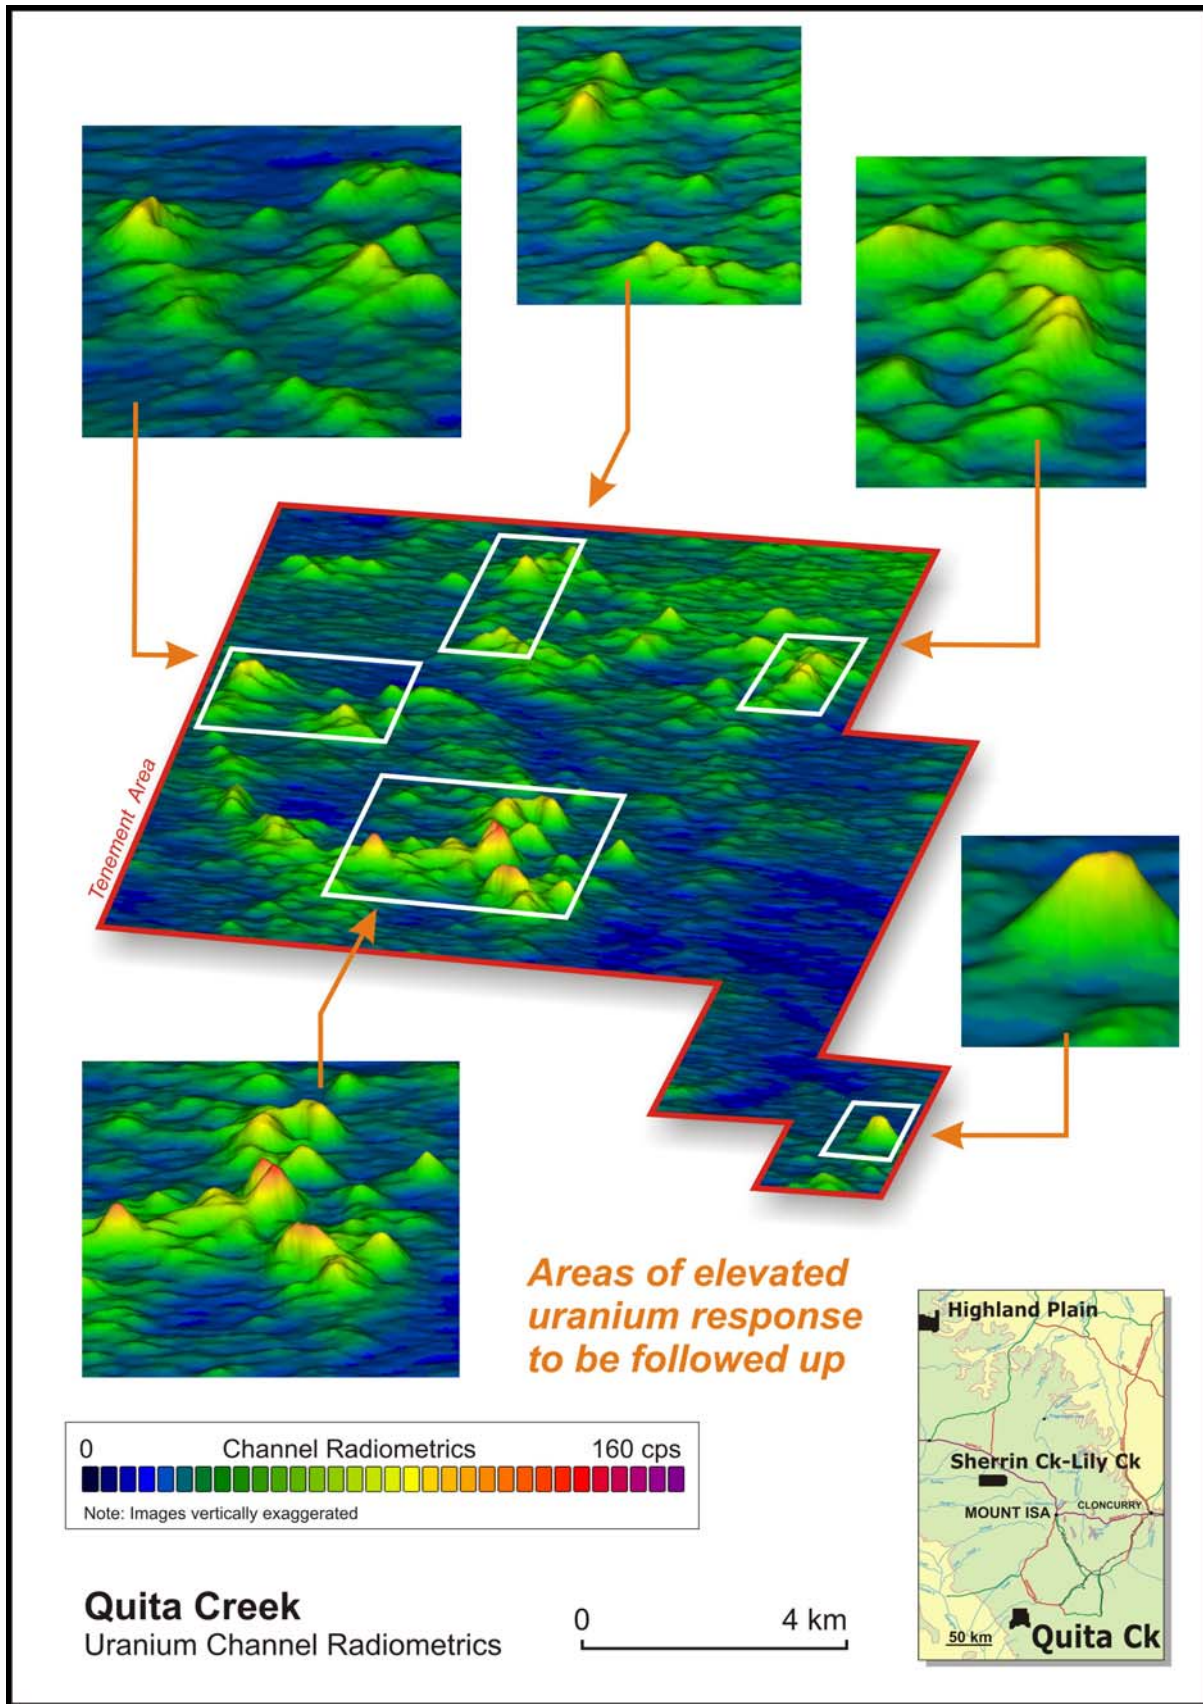 Tenement Area
Areas of elevated
uranium response
to be followed up
0 Channel Radiometrics 160 cps
Note: Images vertically exaggerated
Quita Creek
Uranium Channel Radiometrics
0 4 km
Highland Plain
Sherrin Ck-Lily Ck
MOUNT ISA
CLONCURRY
50 km
Quita Ck